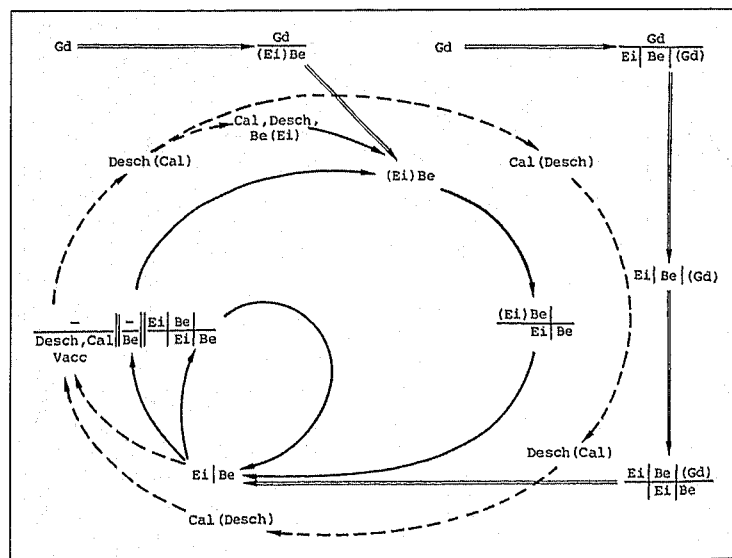 Gd
Gd
(Ei)Be
Gd
Gd
Ei| Be |(Gd)
Cal,Desch,
Be(Ei)
Desch(Cal)
Cal(Desch)
(Ei)Be
Ei|Be|(Gd)
(Ei)Be|
Ei|Be
–‖–‖Ei|Be|
Desch,Cal‖Be‖Ei|Be
Vacc
Desch(Cal)
Ei|Be
Ei|Be|(Gd)
|Ei|Be
Cal(Desch)